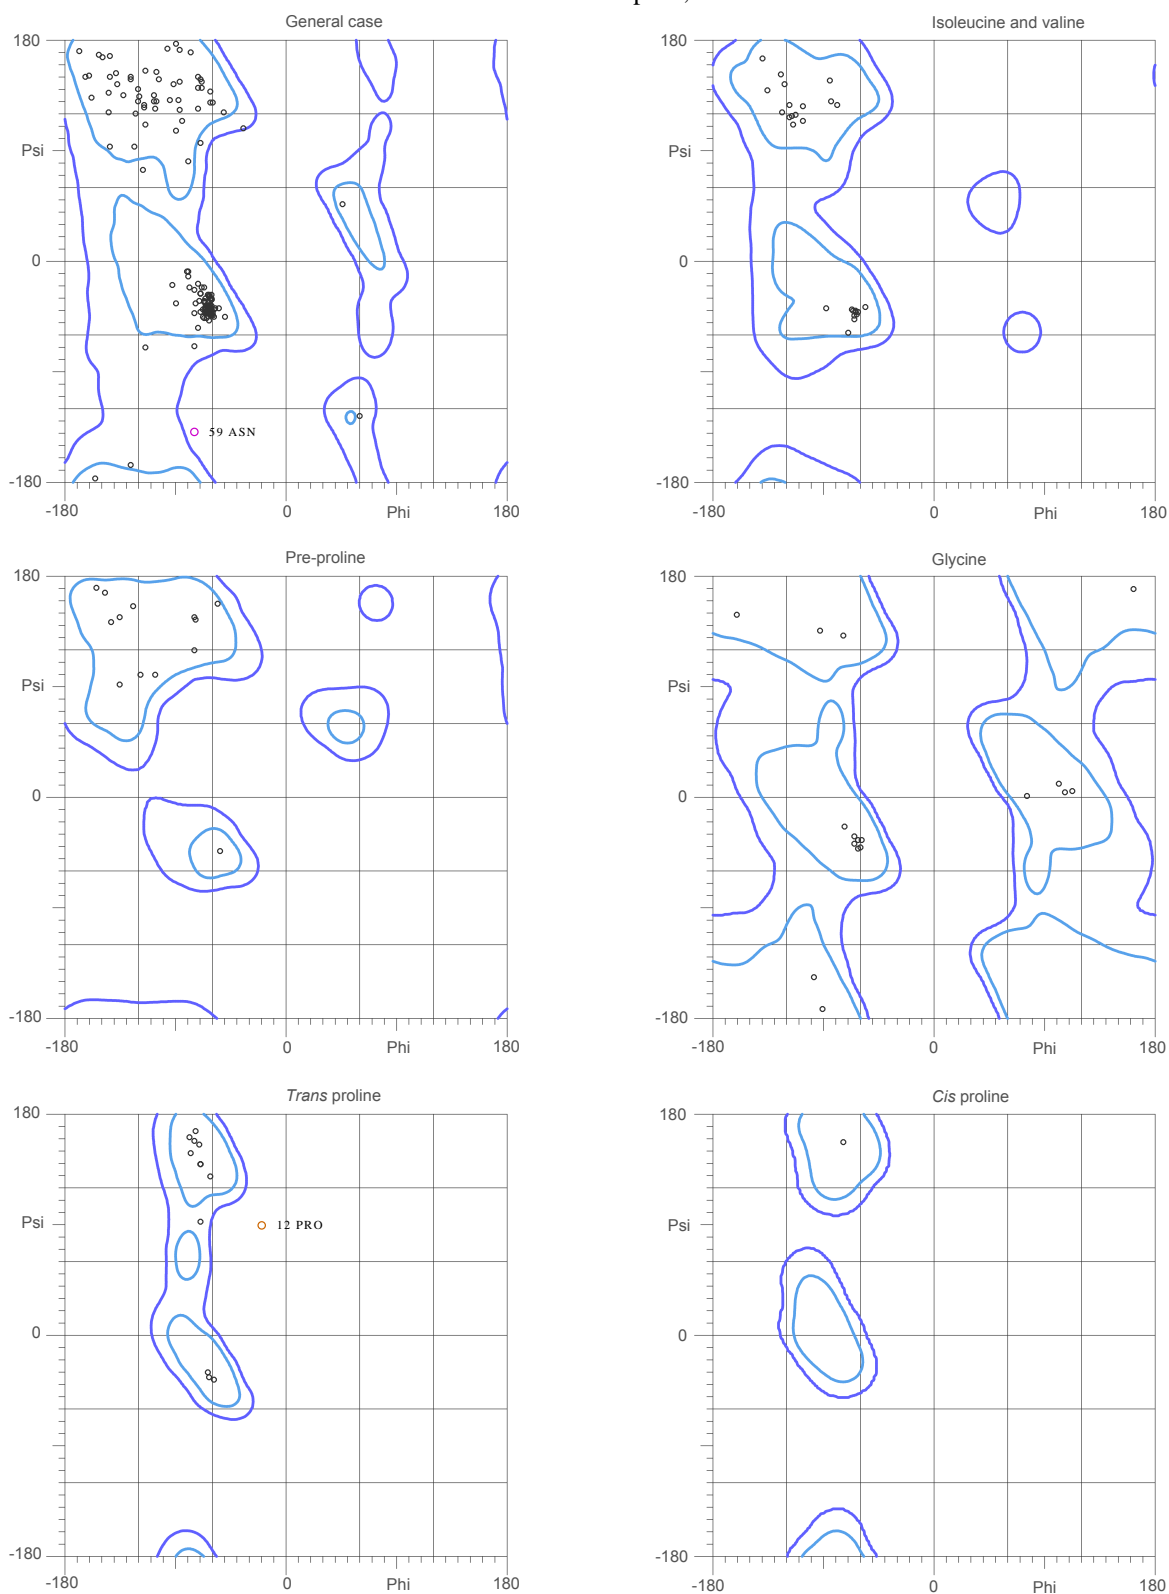 General case
Isoleucine and valine
180
180
Psi
Psi
0
0
59 ASN
-180
-180
-180
0
Phi
180
-180
0
Phi
180
Pre-proline
Glycine
180
180
Psi
Psi
0
0
-180
-180
-180
0
Phi
180
-180
0
Phi
180
Trans proline
Cis proline
180
180
Psi
12 PRO
Psi
0
0
-180
-180
-180
0
Phi
180
-180
0
Phi
180